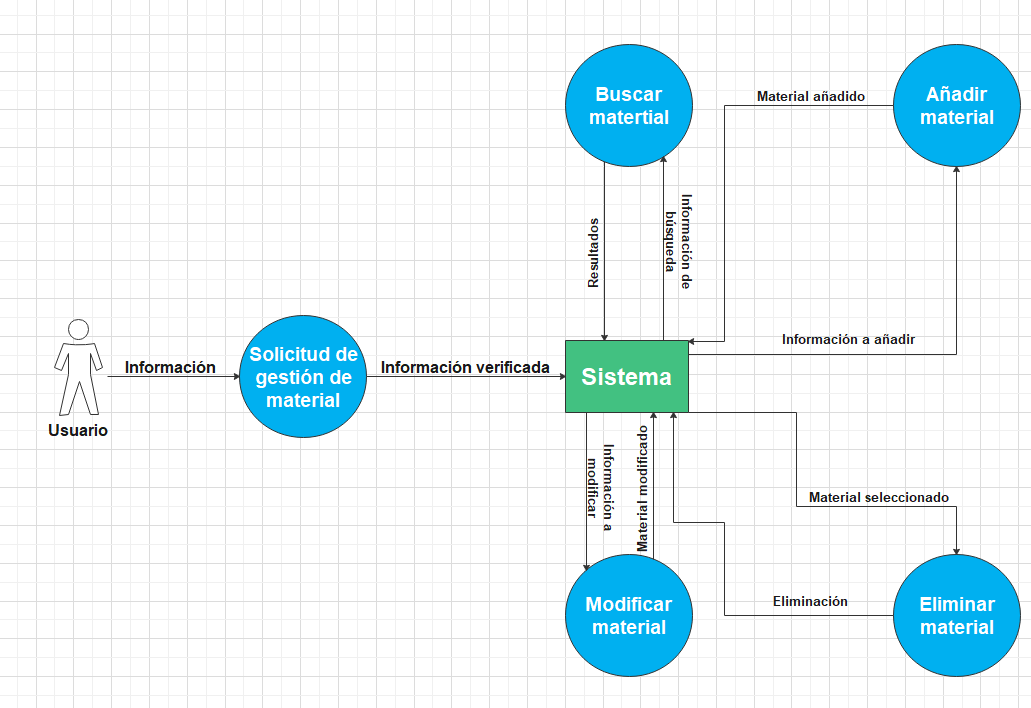 Buscar
matertial
Añadir
material
Material añadido
Resultados
Información de
búsqueda
Información a añadir
Solicitud de
gestión de
material
Información
Información verificada
Sistema
Usuario
Información a
modificar
Material modificado
Material seleccionado
Modificar
material
Eliminación
Eliminar
material